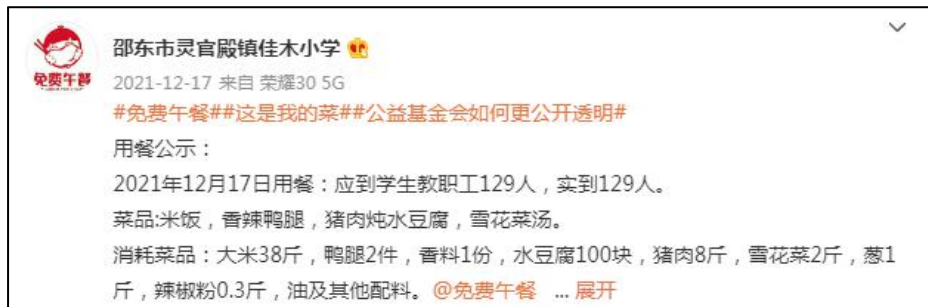 邵东市灵官殿镇佳木小学
免费午餐
2021-12-17 来自 荣耀30 5G
#免费午餐##这是我的菜##公益基金会如何更公开透明#
用餐公示：
2021年12月17日用餐：应到学生教职工129人，实到129人。
菜品:米饭，香辣鸭腿，猪肉炖水豆腐，雪花菜汤。
消耗菜品：大米38斤，鸭腿2件，香料1份，水豆腐100块，猪肉8斤，雪花菜2斤，葱1
斤，辣椒粉0.3斤，油及其他配料。@免费午餐 ... 展开